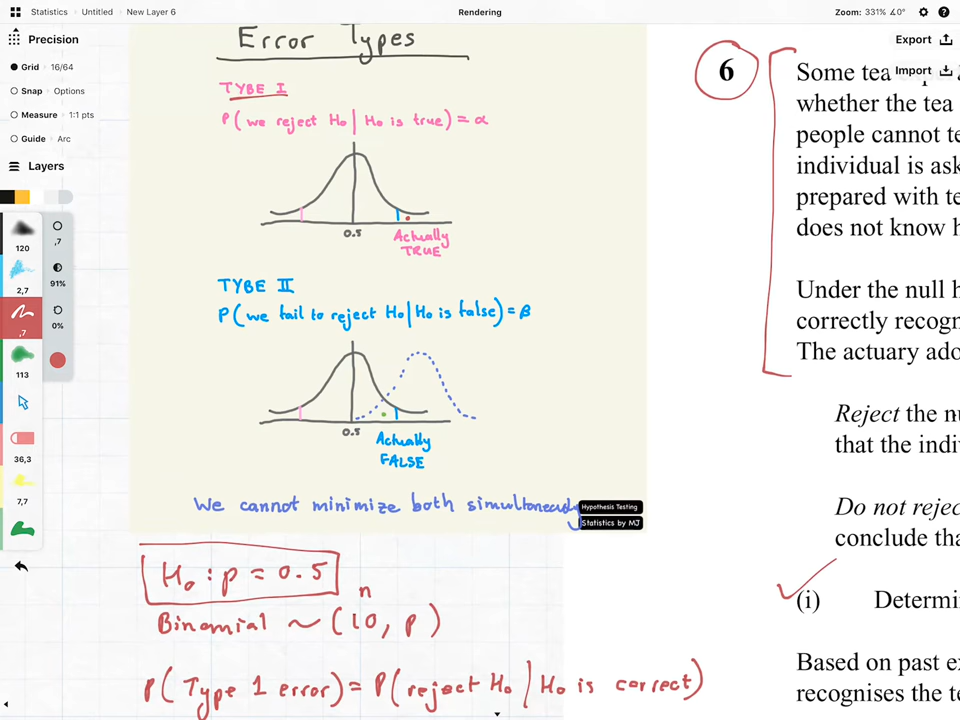 Statistics › Untitled › New Layer 6
Rendering
Zoom: 331% ∡0°
Precision
Grid 16/64
Snap Options
Measure 1:1 pts
Guide Arc
Layers
120
2,7
,7
113
36,3
7,7
,7
91%
0%
Export
Import
Error Types
TYBE I
P(we reject H₀ | H₀ is true) = α
0.5
Actually
TRUE
TYBE II
P(we fail to reject H₀ | H₀ is false) = β
0.5
Actually
FALSE
We cannot minimize both simultaneously
Hypothesis Testing
Statistics by MJ
H₀ : p = 0.5
n
Binomial ~ (10, p)
P(Type 1 error) = P(reject H₀ | H₀ is correct)
6
Some tea
whether the tea
people cannot te
individual is ask
prepared with te
does not know h
Under the null h
correctly recogn
The actuary ado
Reject the nu
that the indiv
Do not reject
conclude tha
(i) Determin
Based on past ex
recognises the te